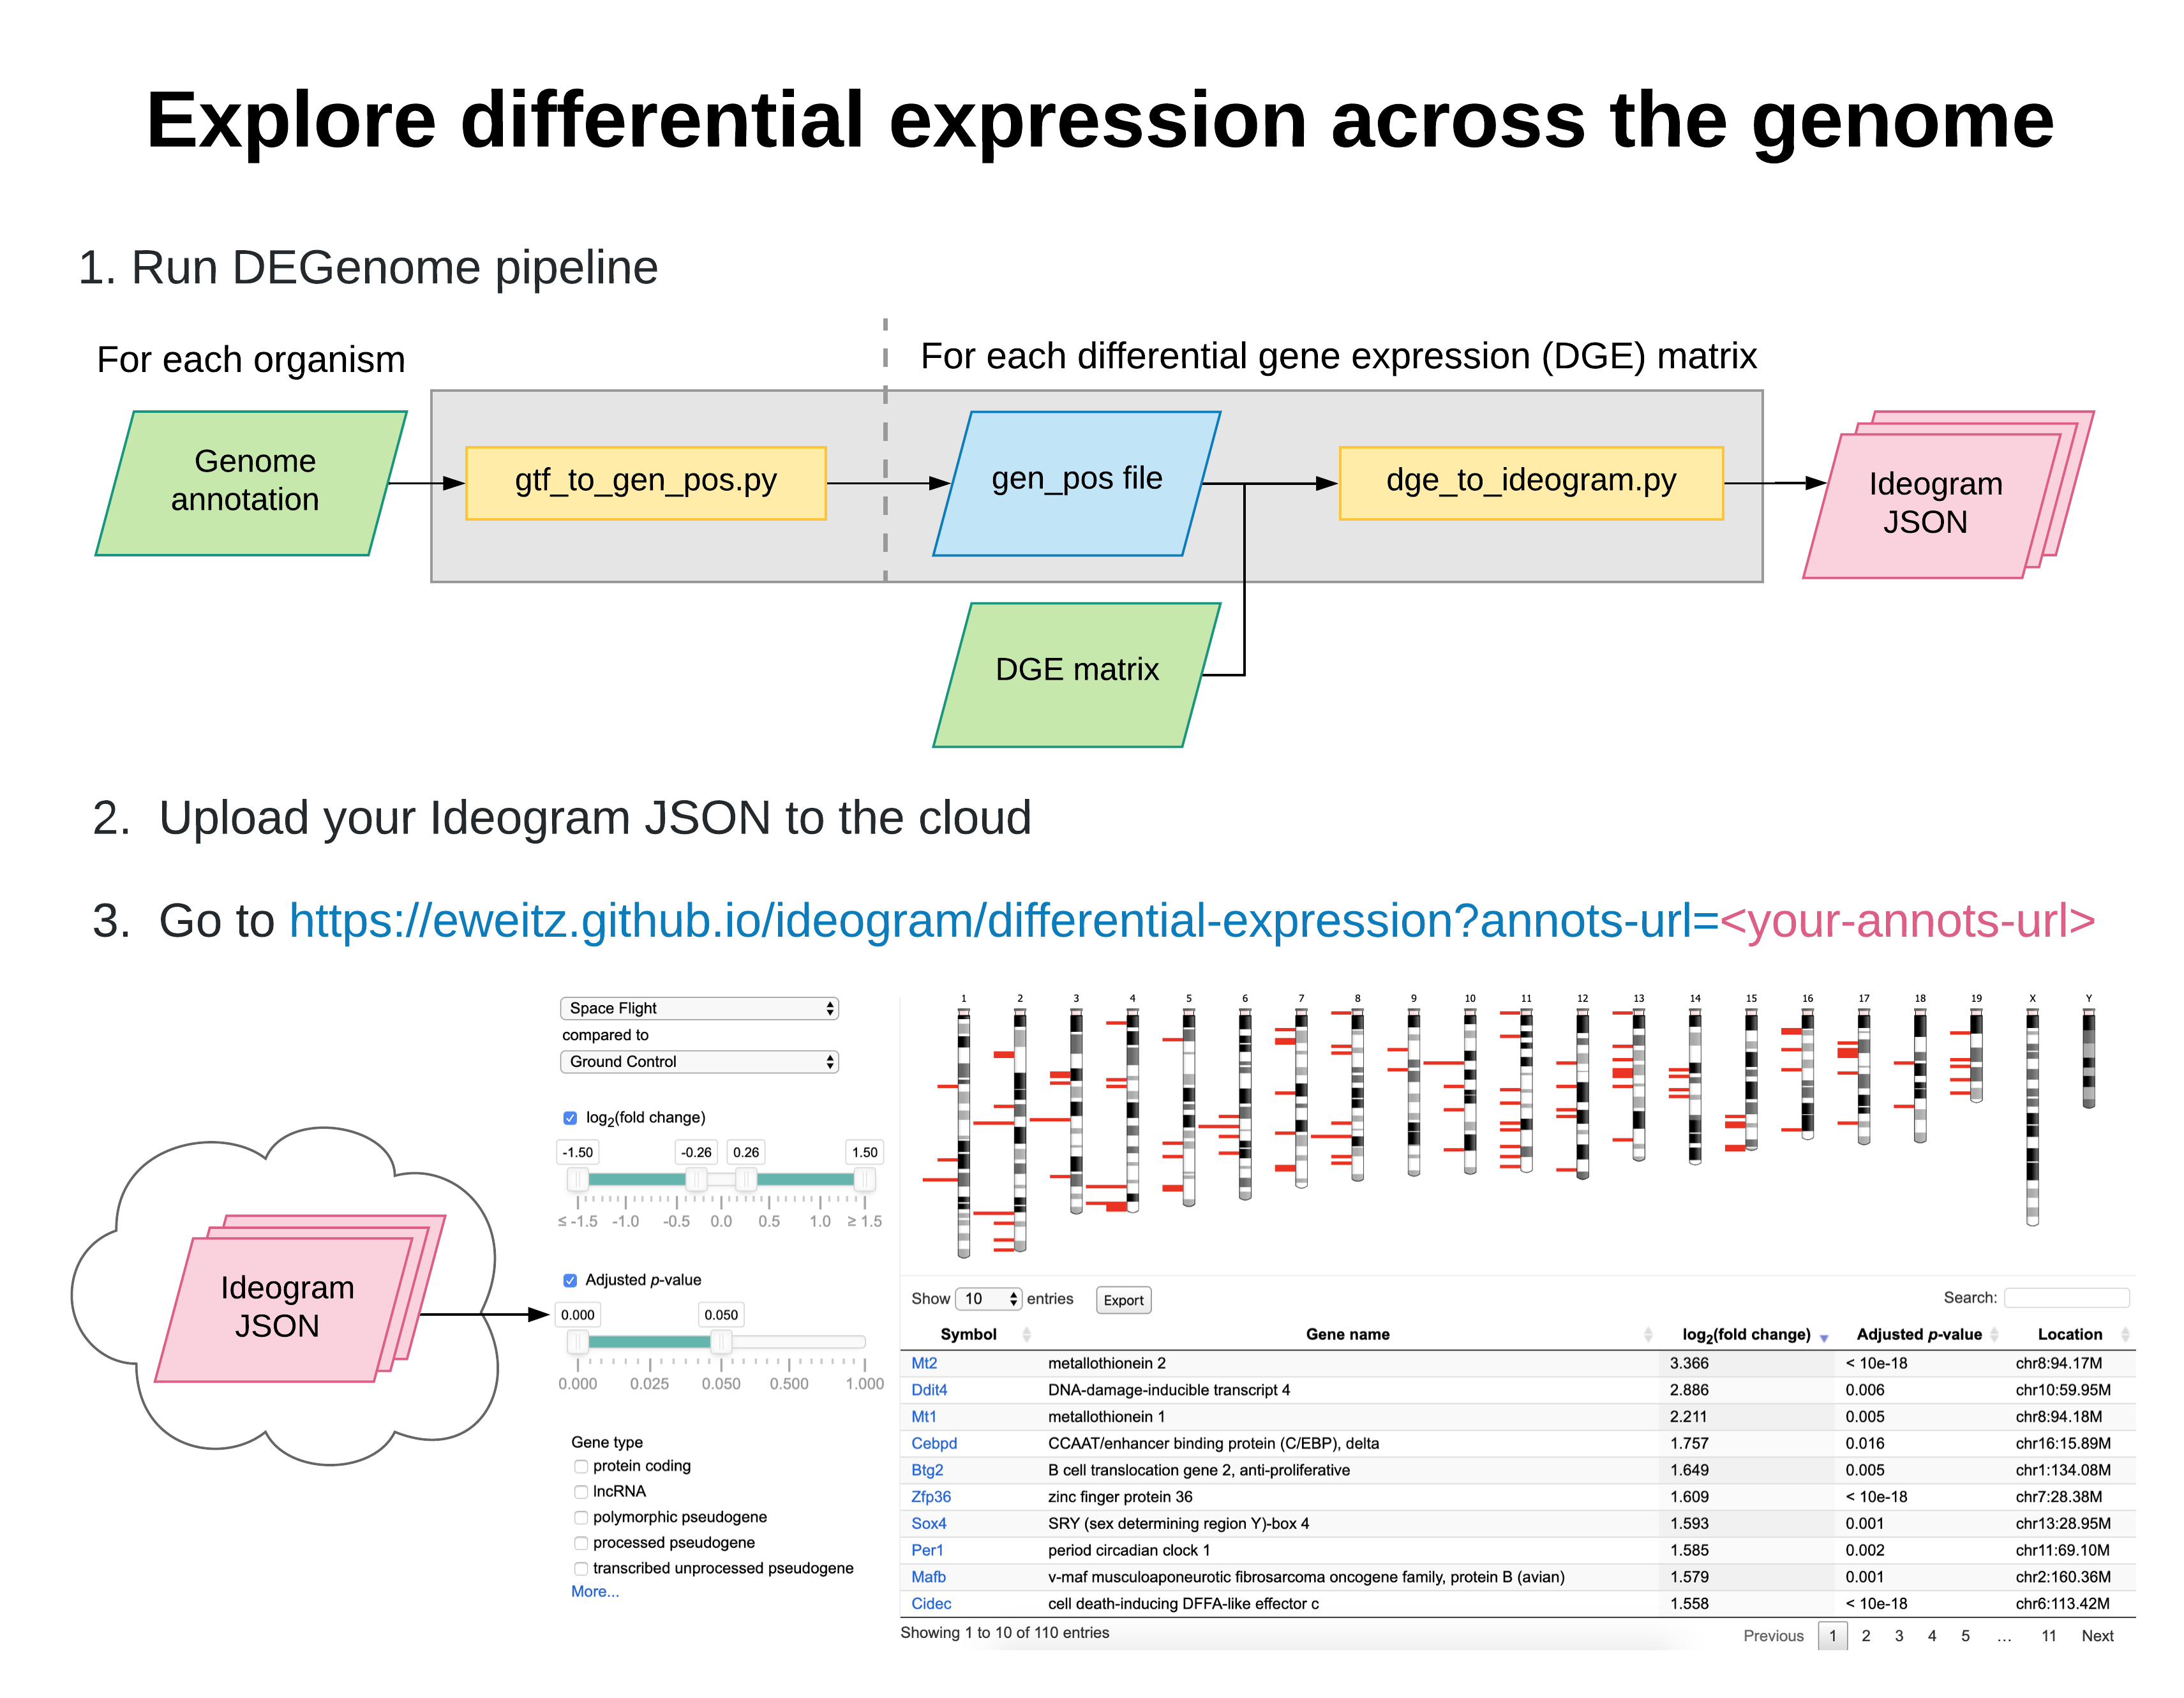 Explore differential expression across the genome
1. Run DEGenome pipeline
For each organism
For each differential gene expression (DGE) matrix
Genome
annotation
gtf_to_gen_pos.py
gen_pos file
dge_to_ideogram.py
Ideogram
JSON
DGE matrix
2. Upload your Ideogram JSON to the cloud
3. Go to https://eweitz.github.io/ideogram/differential-expression?annots-url=<your-annots-url>
Ideogram
JSON
Space Flight
compared to
Ground Control
log2(fold change)
-1.50 -0.26 0.26 1.50
≤ -1.5 -1.0 -0.5 0.0 0.5 1.0 ≥ 1.5
Adjusted p-value
0.000 0.050
0.000 0.025 0.050 0.500 1.000
Gene type
protein coding
lncRNA
polymorphic pseudogene
processed pseudogene
transcribed unprocessed pseudogene
More...
1 2 3 4 5 6 7 8 9 10 11 12 13 14 15 16 17 18 19 X Y
Show 10 entries Export Search:
Symbol Gene name log2(fold change) Adjusted p-value Location
Mt2 metallothionein 2 3.366 < 10e-18 chr8:94.17M
Ddit4 DNA-damage-inducible transcript 4 2.886 0.006 chr10:59.95M
Mt1 metallothionein 1 2.211 0.005 chr8:94.18M
Cebpd CCAAT/enhancer binding protein (C/EBP), delta 1.757 0.016 chr16:15.89M
Btg2 B cell translocation gene 2, anti-proliferative 1.649 0.005 chr1:134.08M
Zfp36 zinc finger protein 36 1.609 < 10e-18 chr7:28.38M
Sox4 SRY (sex determining region Y)-box 4 1.593 0.001 chr13:28.95M
Per1 period circadian clock 1 1.585 0.002 chr11:69.10M
Mafb v-maf musculoaponeurotic fibrosarcoma oncogene family, protein B (avian) 1.579 0.001 chr2:160.36M
Cidec cell death-inducing DFFA-like effector c 1.558 < 10e-18 chr6:113.42M
Showing 1 to 10 of 110 entries Previous 1 2 3 4 5 … 11 Next